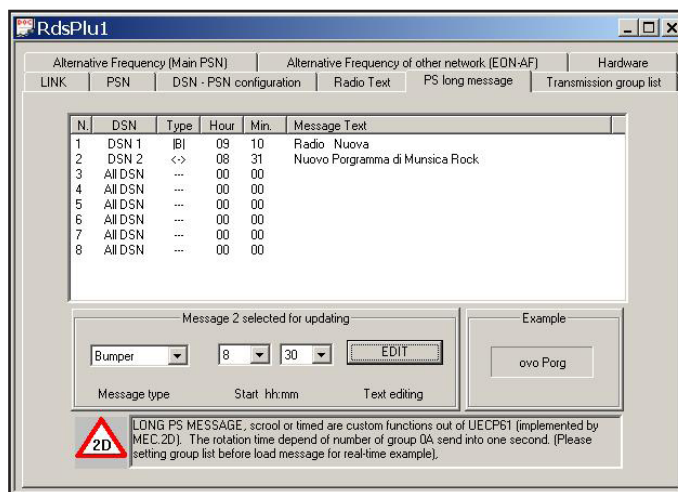 RdsPlu1
Alternative Frequency (Main PSN) Alternative Frequency of other network (EON-AF) Hardware
LINK PSN DSN - PSN configuration Radio Text PS long message Transmission group list
N. DSN Type Hour Min. Message Text
1 DSN 1 |B| 09 10 Radio Nuova
2 DSN 2 <-> 08 31 Nuovo Porgramma di Munsica Rock
3 All DSN --- 00 00
4 All DSN --- 00 00
5 All DSN --- 00 00
6 All DSN --- 00 00
7 All DSN --- 00 00
8 All DSN --- 00 00
Message 2 selected for updating
Bumper 8 30 EDIT
Message type Start hh:mm Text editing
Example
ovo Porg
2D
LONG PS MESSAGE, scrool or timed are custom functions out of UECP61 (implemented by
MEC.2D). The rotation time depend of number of group 0A send into one second. (Please
setting group list before load message for real-time example),